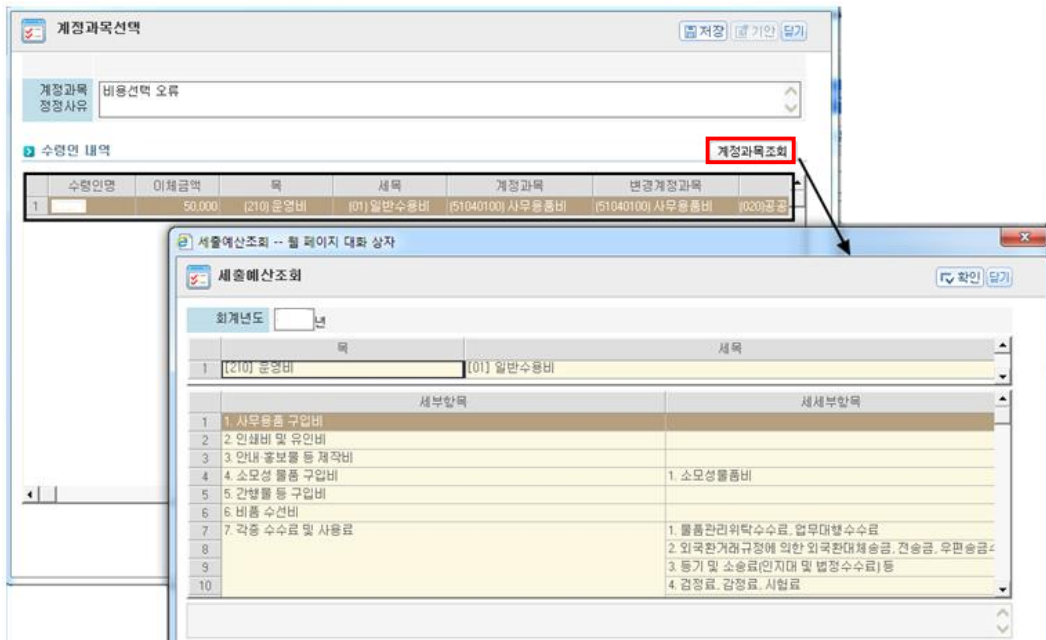 계정과목선택
저장 기안 닫기
계정과목 정정사유
비용선택 오류
수령인 내역
계정과목조회
수령인명 이체금액 목 세목 계정과목 변경계정과목
1 50,000 (210) 운영비 (01) 일반수용비 (51040100) 사무용품비 (51040100) 사무용품비 (020)공공
세출예산조회 -- 웹 페이지 대화 상자
세출예산조회
확인 닫기
회계년도 년
목 세목
1 [210] 운영비 [01] 일반수용비
세부항목 세세부항목
1 1. 사무용품 구입비
2 2. 인쇄비 및 유인비
3 3. 안내·홍보물 등 제작비
4 4. 소모성 물품 구입비 1. 소모성물품비
5 5. 간행물 등 구입비
6 6. 비품 수선비
7 7. 각종 수수료 및 사용료 1. 물품관리위탁수수료, 업무대행수수료
8 2. 외국환거래규정에 의한 외국환대체송금, 전송금, 우편송금
9 3. 등기 및 소송료(인지대 및 법정수수료) 등
10 4. 검정료, 감정료, 시험료